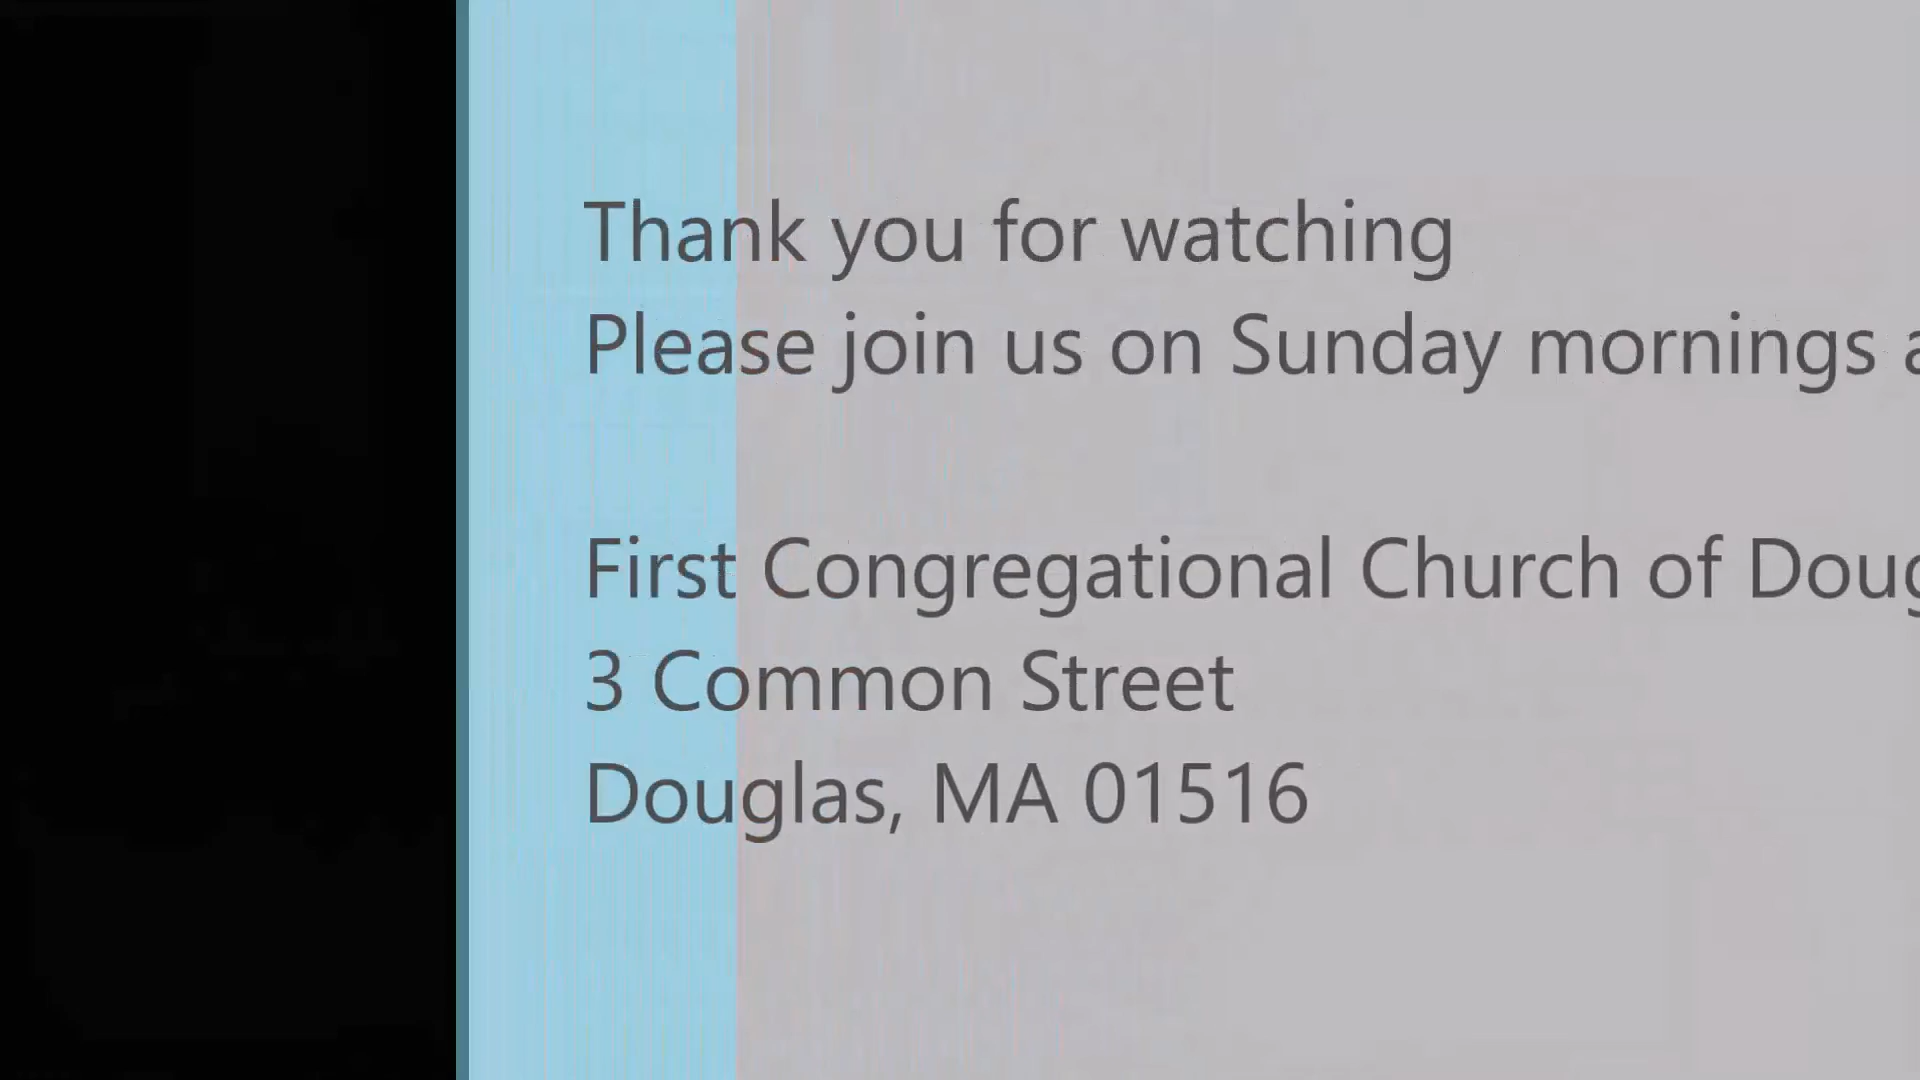 Thank you for watching
Please join us on Sunday mornings a
First Congregational Church of Doug
3 Common Street
Douglas, MA 01516